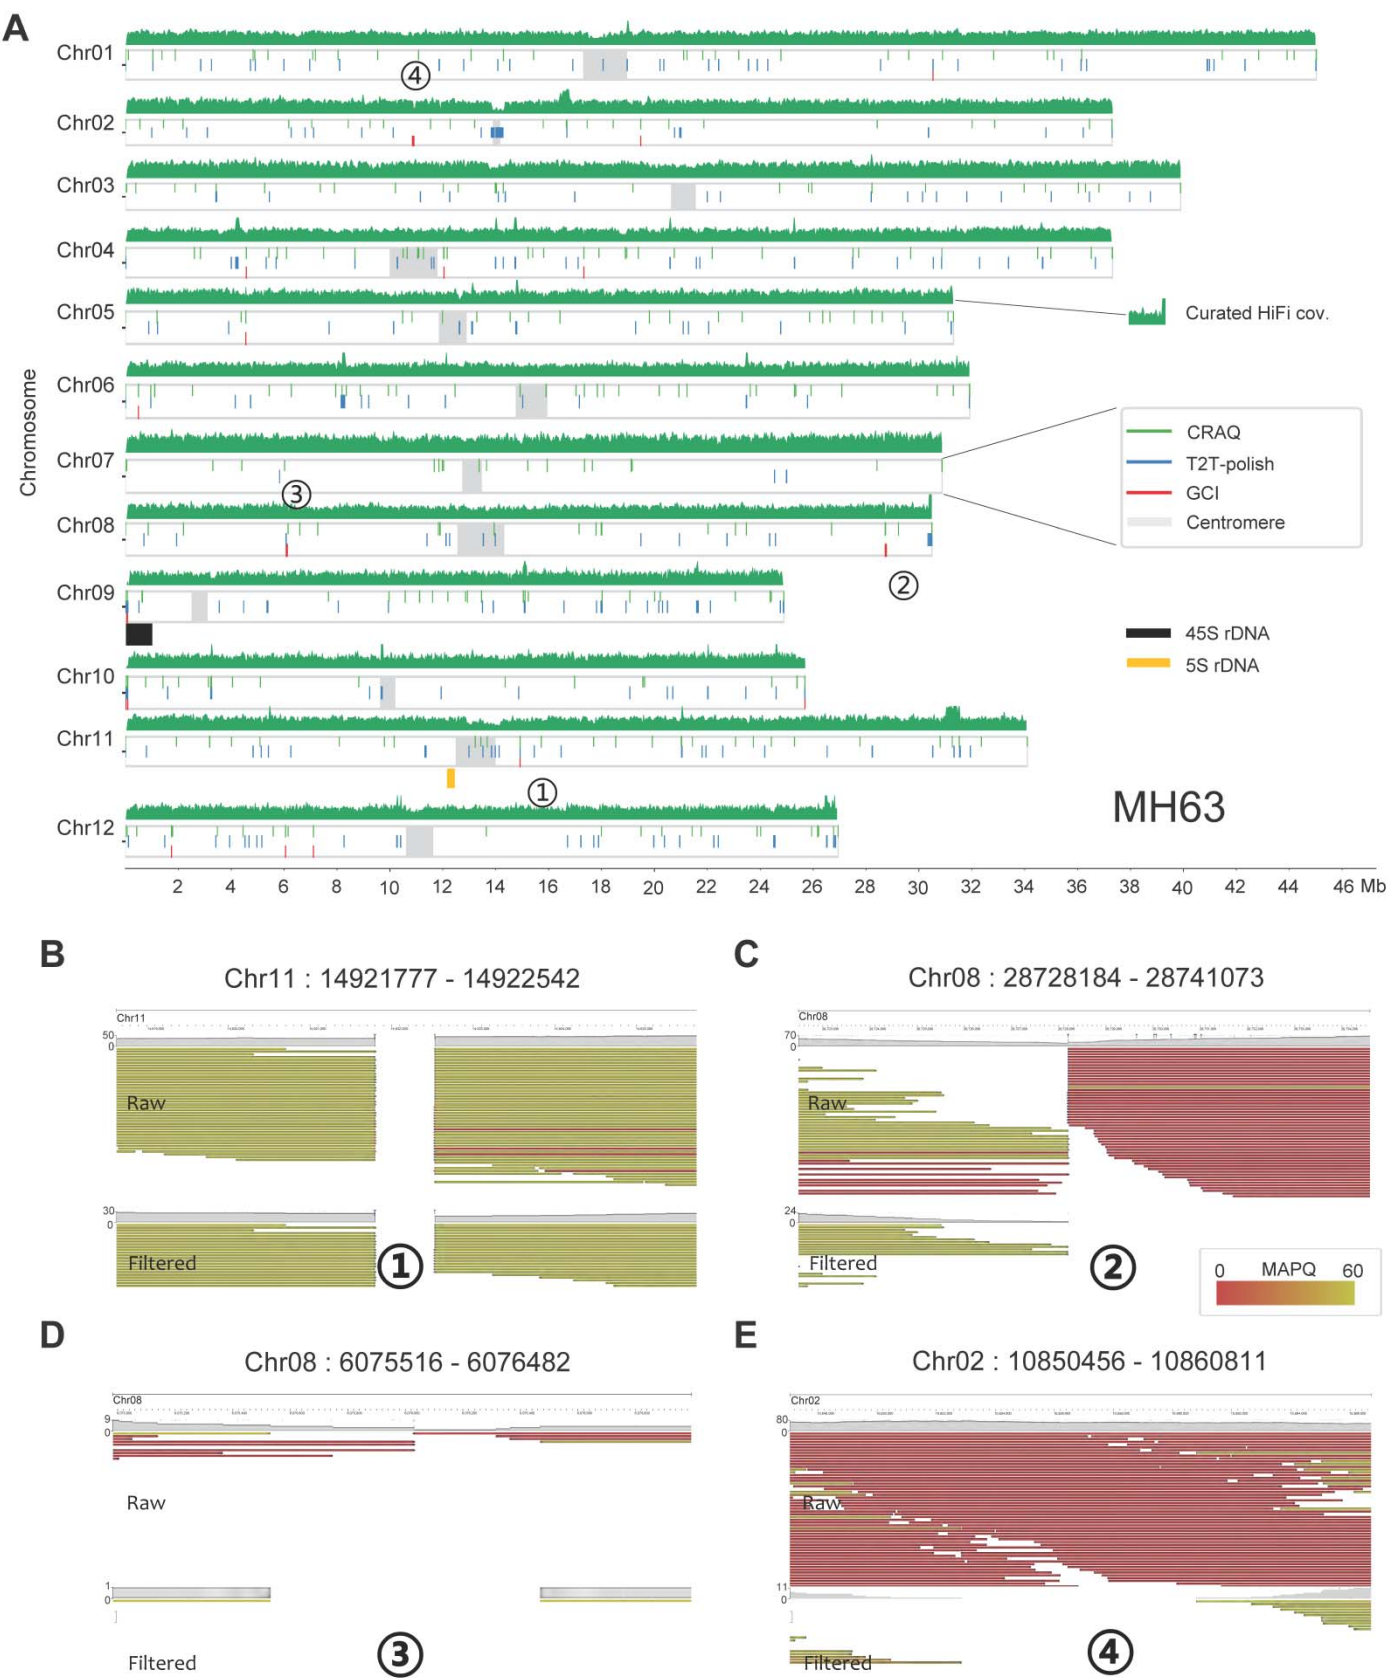 A
Chr01
④
Chr02
Chr03
Chr04
Chr05
Curated HiFi cov.
Chromosome
Chr06
CRAQ
Chr07
T2T-polish
③
GCI
Chr08
Centromere
②
Chr09
45S rDNA
5S rDNA
Chr10
Chr11
①
MH63
Chr12
2 4 6 8 10 12 14 16 18 20 22 24 26 28 30 32 34 36 38 40 42 44 46 Mb
B
Chr11 : 14921777 - 14922542
Chr11
50
0
Raw
30
0
Filtered
①
C
Chr08 : 28728184 - 28741073
Chr08
70
0
Raw
24
0
Filtered
②
0 MAPQ 60
D
Chr08 : 6075516 - 6076482
Chr08
9
0
Raw
1
0
Filtered
③
E
Chr02 : 10850456 - 10860811
Chr02
80
0
Raw
11
0
Filtered
④